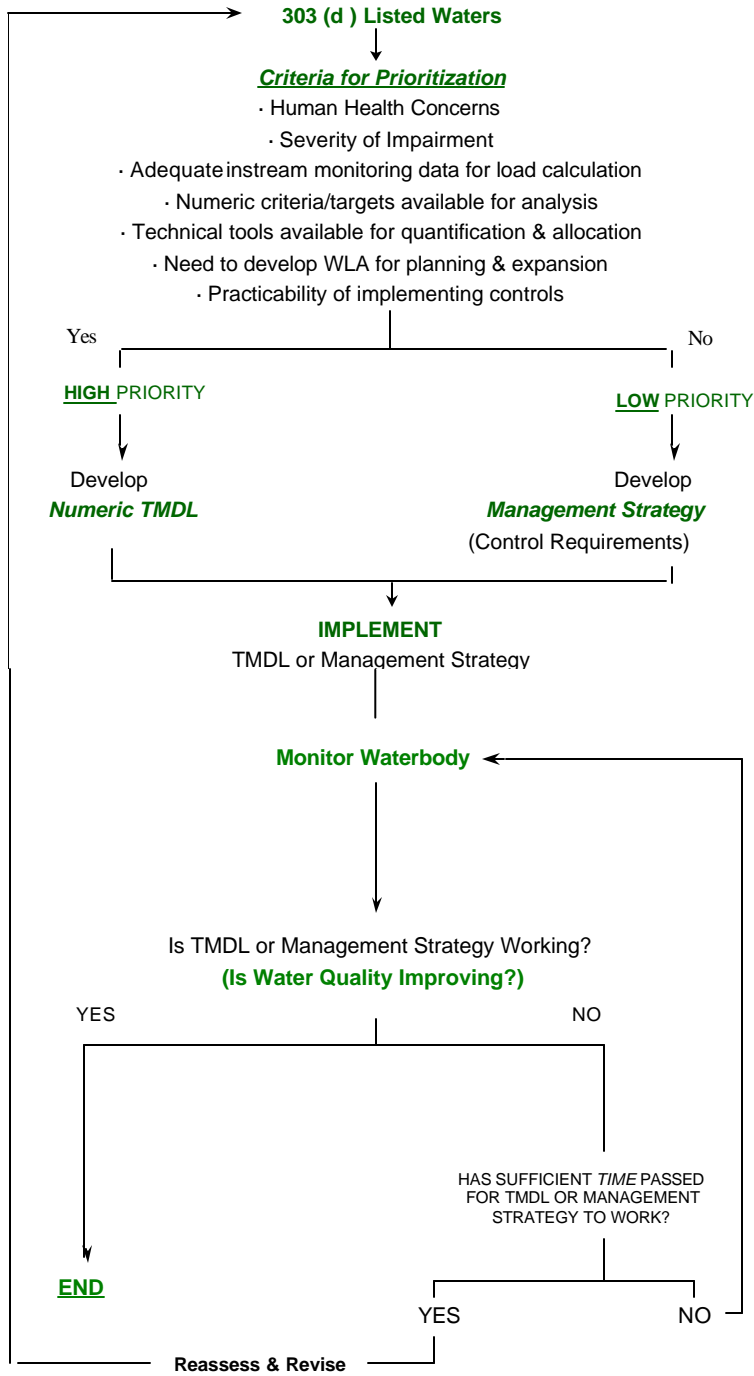 303 (d ) Listed Waters
Criteria for Prioritization
· Human Health Concerns
· Severity of Impairment
· Adequate instream monitoring data for load calculation
· Numeric criteria/targets available for analysis
· Technical tools available for quantification & allocation
· Need to develop WLA for planning & expansion
· Practicability of implementing controls
Yes
No
HIGH PRIORITY
LOW PRIORITY
Develop
Numeric TMDL
Develop
Management Strategy
(Control Requirements)
IMPLEMENT
TMDL or Management Strategy
Monitor Waterbody
Is TMDL or Management Strategy Working?
(Is Water Quality Improving?)
YES
NO
HAS SUFFICIENT TIME PASSED
FOR TMDL OR MANAGEMENT
STRATEGY TO WORK?
END
YES
NO
Reassess & Revise